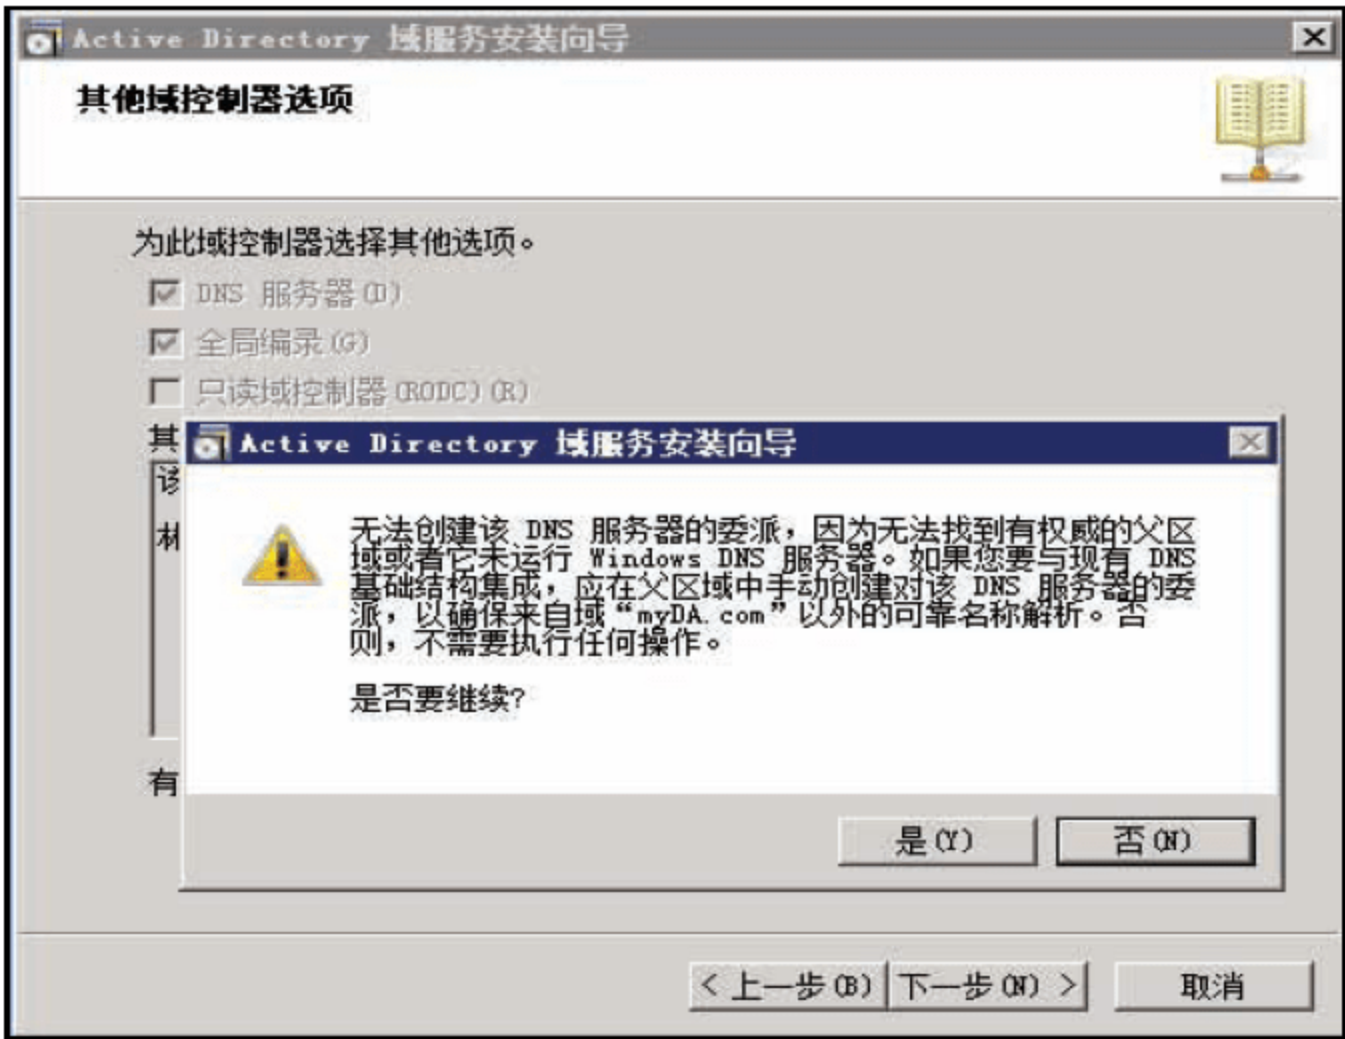 Active Directory 域服务安装向导
其他域控制器选项
为此域控制器选择其他选项。
DNS 服务器(D)
全局编录(G)
只读域控制器(RODC)(R)
其
Active Directory 域服务安装向导
该
林
无法创建该 DNS 服务器的委派，因为无法找到有权威的父区
域或者它未运行 Windows DNS 服务器。如果您要与现有 DNS
基础结构集成，应在父区域中手动创建对该 DNS 服务器的委
派，以确保来自域“myDA.com”以外的可靠名称解析。否
则，不需要执行任何操作。
是否要继续?
有
是(Y)
否(N)
< 上一步(B)
下一步(N) >
取消